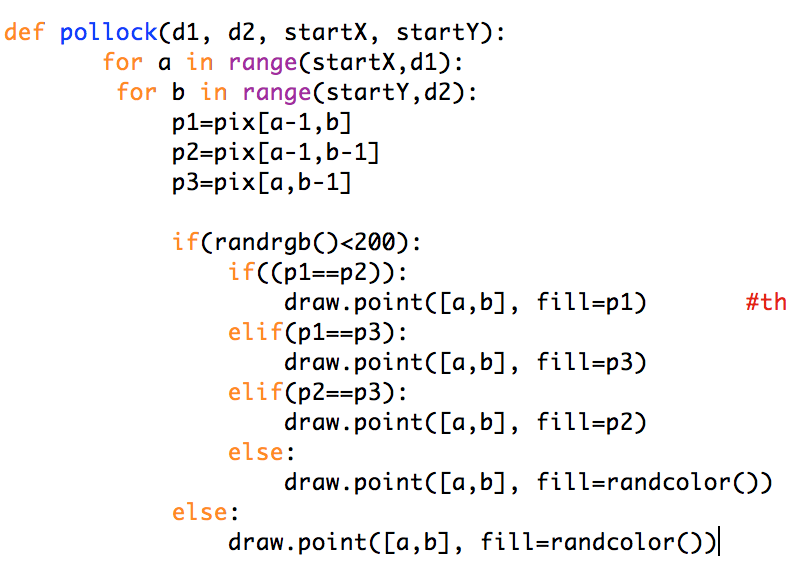 def pollock(d1, d2, startX, startY):
for a in range(startX,d1):
for b in range(startY,d2):
p1=pix[a-1,b]
p2=pix[a-1,b-1]
p3=pix[a,b-1]
if(randrgb()<200):
if((p1==p2)):
draw.point([a,b], fill=p1) #th
elif(p1==p3):
draw.point([a,b], fill=p3)
elif(p2==p3):
draw.point([a,b], fill=p2)
else:
draw.point([a,b], fill=randcolor())
else:
draw.point([a,b], fill=randcolor())